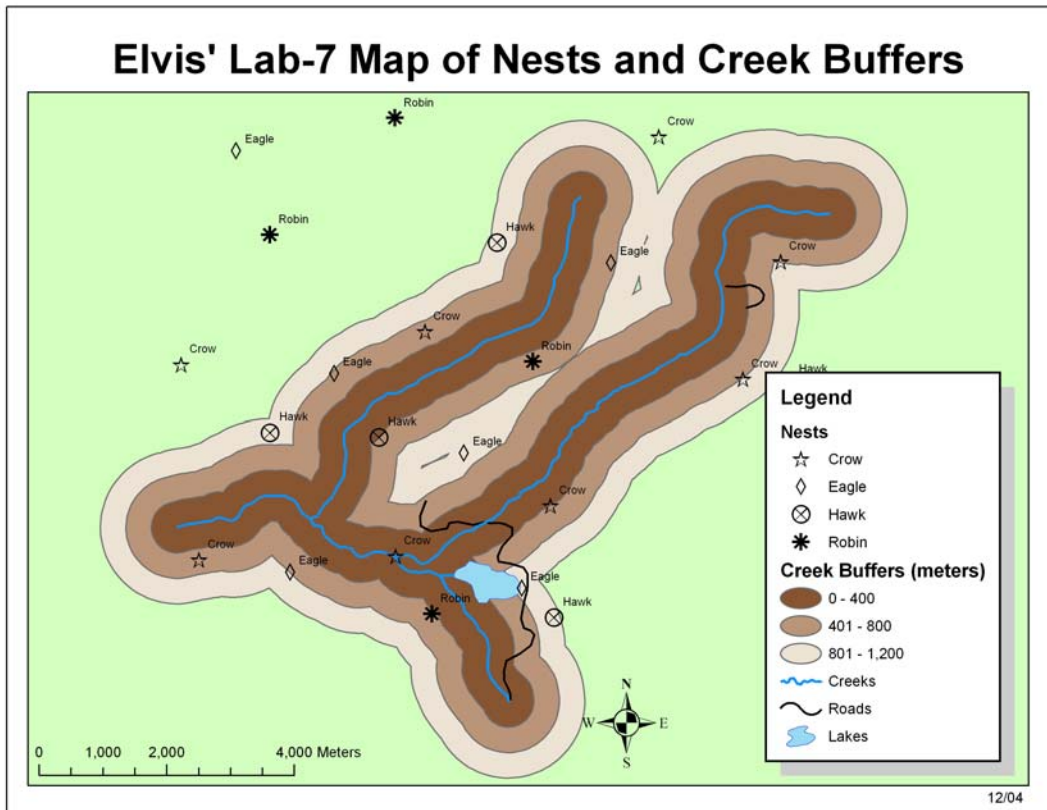 Elvis' Lab-7 Map of Nests and Creek Buffers
Robin
Crow
Eagle
Robin
Hawk
Eagle
Crow
Crow
Robin
Crow
Eagle
Crow
Hawk
Hawk
Hawk
Eagle
Crow
Crow
Crow
Eagle
Eagle
Robin
Hawk
Legend
Nests
Crow
Eagle
Hawk
Robin
Creek Buffers (meters)
0 - 400
401 - 800
801 - 1,200
Creeks
Roads
Lakes
N
W E
S
0 1,000 2,000 4,000 Meters
12/04